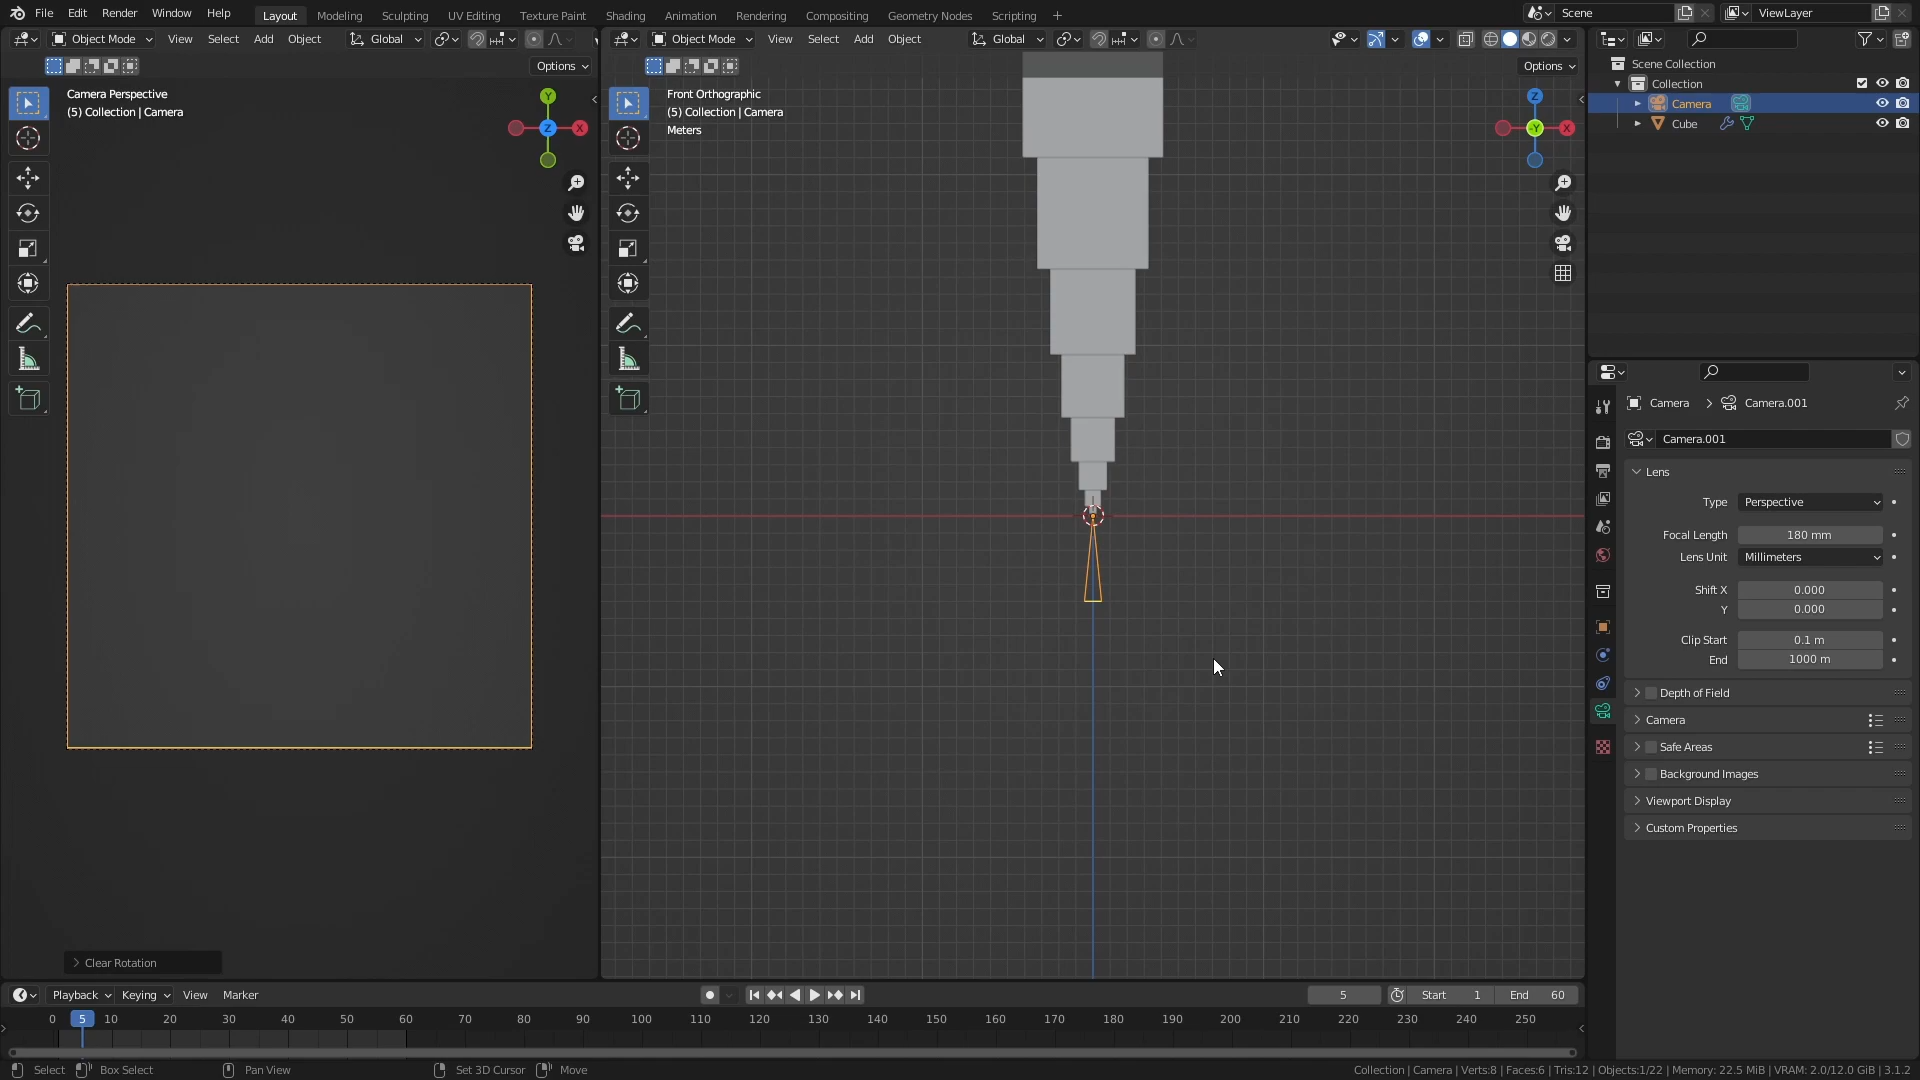 File Edit Render Window Help Layout Modeling Sculpting UV Editing Texture Paint Shading Animation Rendering Compositing Geometry Nodes Scripting + Scene ViewLayer
Object Mode View Select Add Object Global Object Mode View Select Add Object Global
Options Options
Camera Perspective
(5) Collection | Camera
Y
X
Z
Front Orthographic
(5) Collection | Camera
Meters
Z
X
-Y
Scene Collection
Collection
Camera
Cube
Camera > Camera.001
Camera.001
Lens
Type Perspective
Focal Length 180 mm
Lens Unit Millimeters
Shift X 0.000
Y 0.000
Clip Start 0.1 m
End 1000 m
Depth of Field
Camera
Safe Areas
Background Images
Viewport Display
Custom Properties
Clear Rotation
Playback Keying View Marker 5 Start 1 End 60
0 5 10 20 30 40 50 60 70 80 90 100 110 120 130 140 150 160 170 180 190 200 210 220 230 240 250
Select Box Select Pan View Set 3D Cursor Move Collection | Camera | Verts:8 | Faces:6 | Tris:12 | Objects:1/22 | Memory: 22.5 MiB | VRAM: 2.0/12.0 GiB | 3.1.2